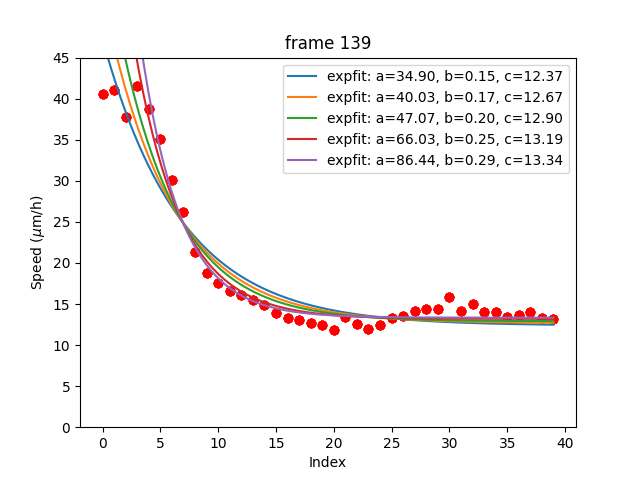 frame 139
45
40
35
30
25
20
15
10
5
0
Speed (μm/h)
expfit: a=34.90, b=0.15, c=12.37
expfit: a=40.03, b=0.17, c=12.67
expfit: a=47.07, b=0.20, c=12.90
expfit: a=66.03, b=0.25, c=13.19
expfit: a=86.44, b=0.29, c=13.34
0 5 10 15 20 25 30 35 40
Index